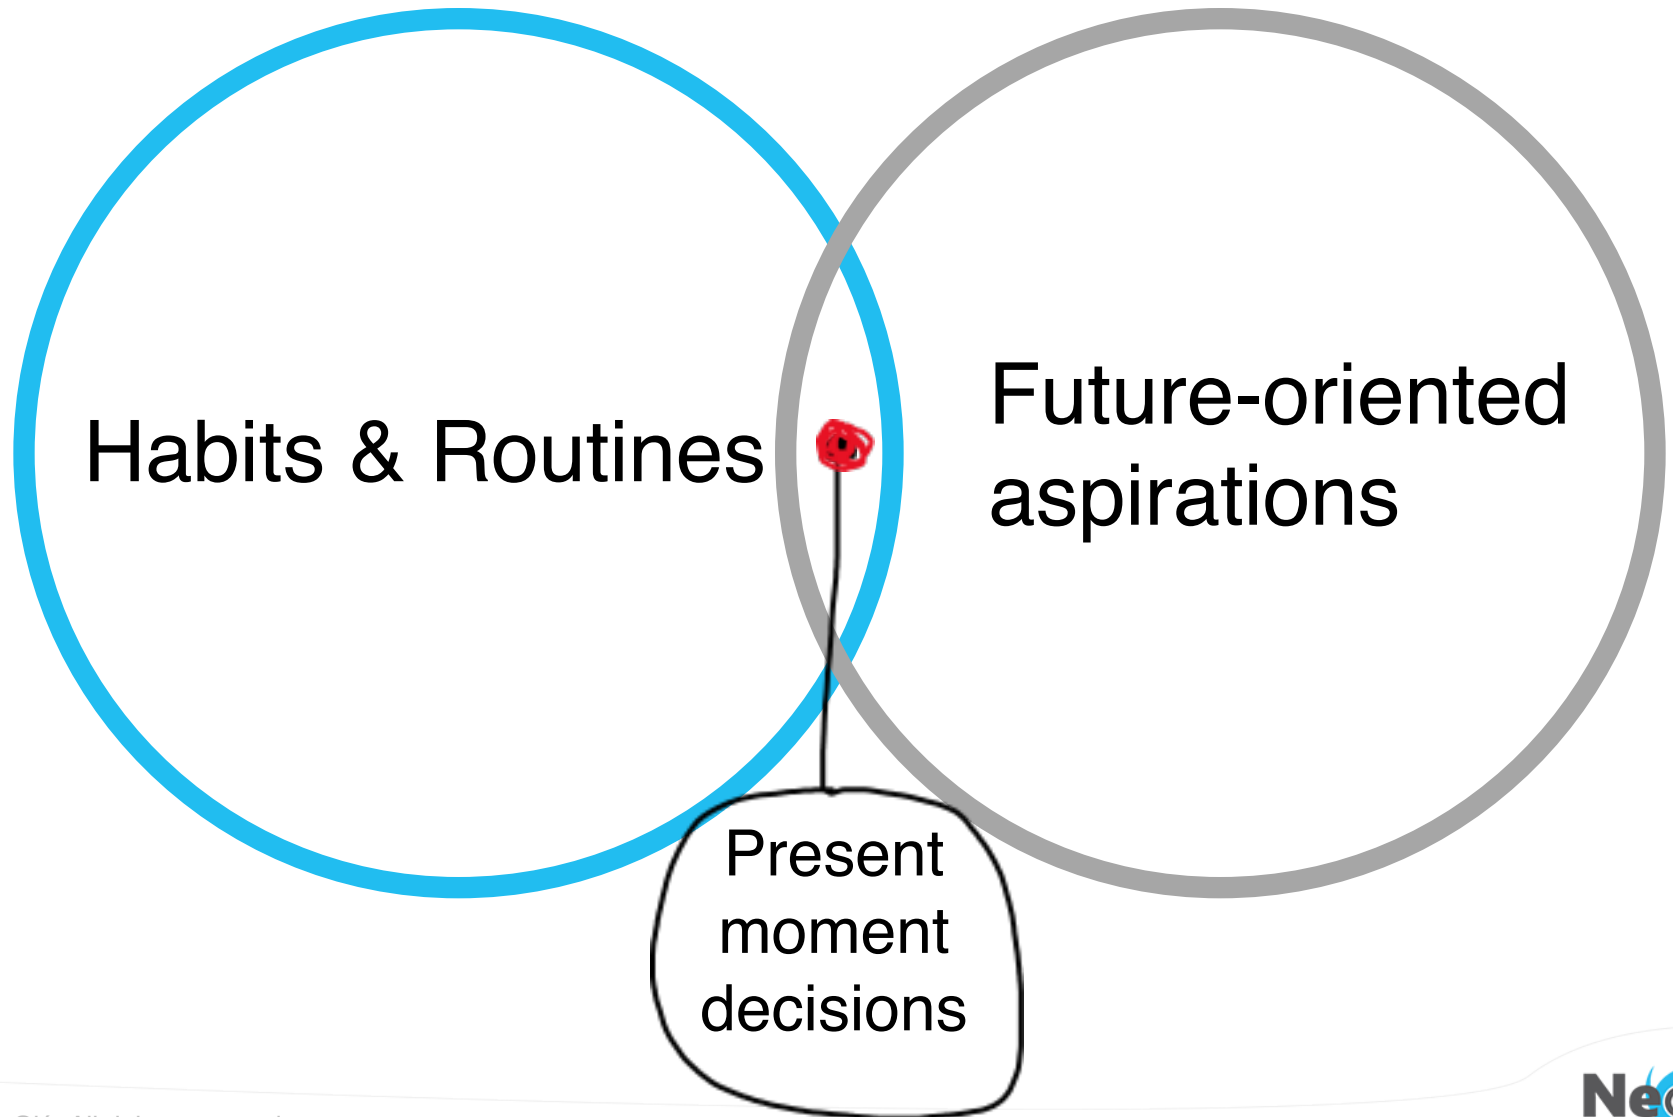 Habits & Routines
Future-oriented
aspirations
Present
moment
decisions